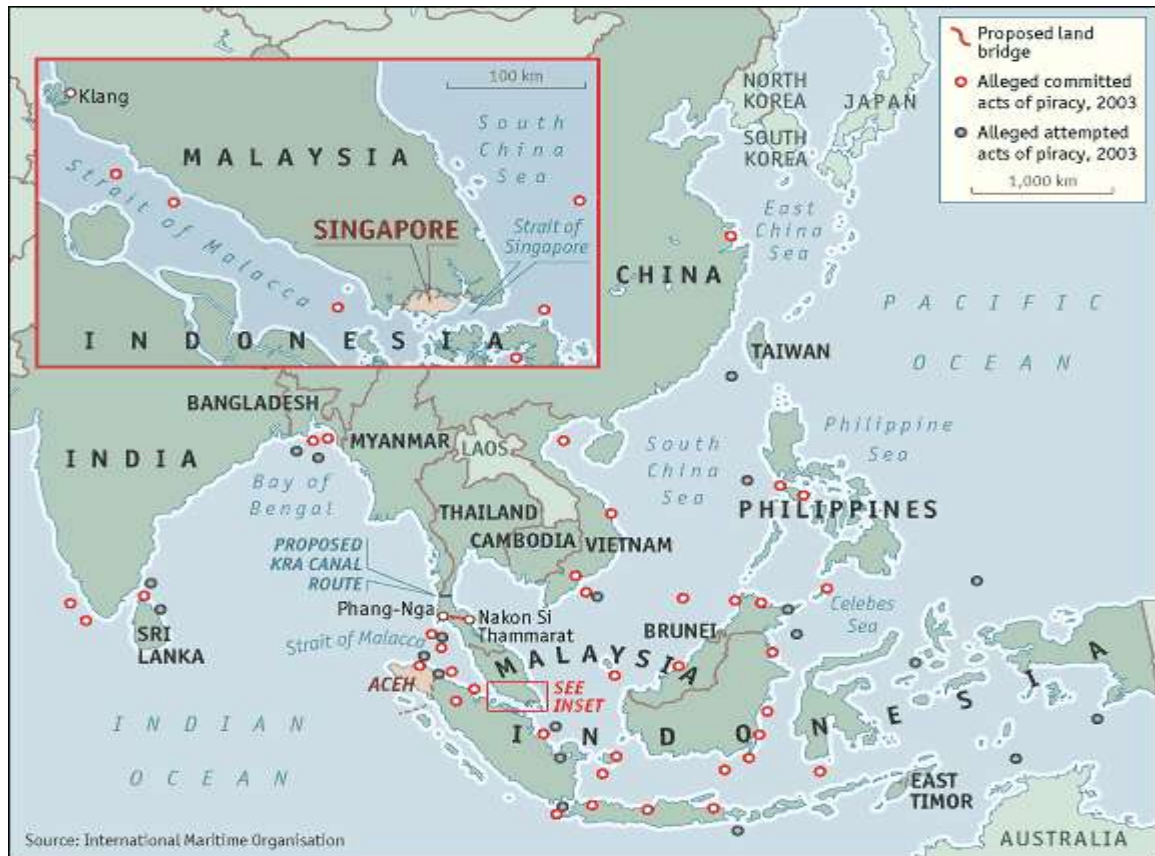 Proposed land
bridge
Alleged committed
acts of piracy, 2003
Alleged attempted
acts of piracy, 2003
1,000 km
100 km
Klang
MALAYSIA
South
China
Sea
Strait of Malacca
SINGAPORE
Strait of
Singapore
INDONESIA
NORTH
KOREA
JAPAN
SOUTH
KOREA
East
China
Sea
CHINA
PACIFIC
OCEAN
TAIWAN
BANGLADESH
MYANMAR
LAOS
INDIA
Bay of
Bengal
South
China
Sea
Philippine
Sea
PHILIPPINES
THAILAND
CAMBODIA
VIETNAM
PROPOSED
KRA CANAL
ROUTE
Phang-Nga
Nakon Si
Thammarat
SRI
LANKA
Strait of Malacca
BRUNEI
Celebes
Sea
MALAYSIA
ACEH
SEE
INSET
INDIAN
OCEAN
INDONESIA
EAST
TIMOR
AUSTRALIA
Source: International Maritime Organisation